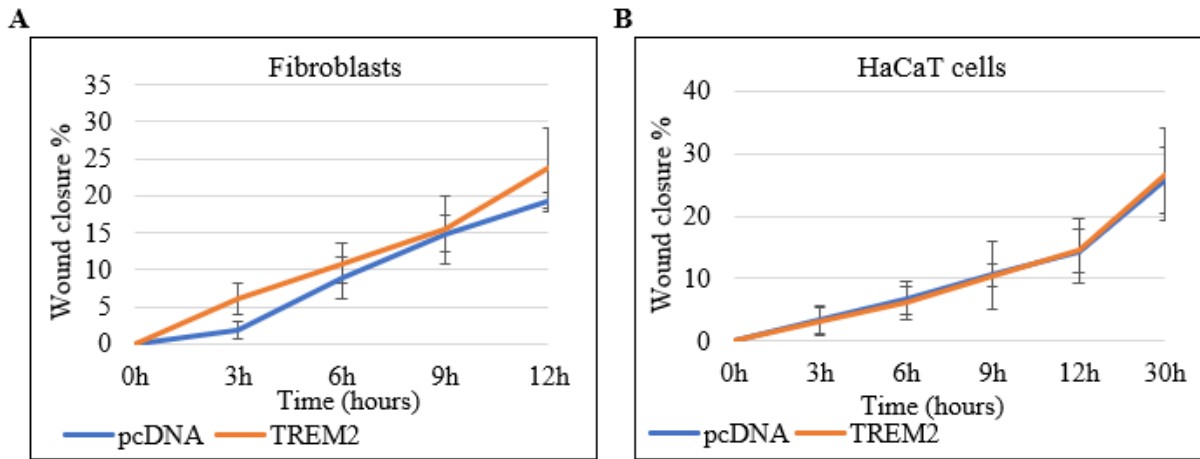 A
Fibroblasts
35
30
25
20
15
10
5
0
Wound closure %
0h 3h 6h 9h 12h
Time (hours)
pcDNA TREM2
B
HaCaT cells
40
30
20
10
0
Wound closure %
0h 3h 6h 9h 12h 30h
Time (hours)
pcDNA TREM2